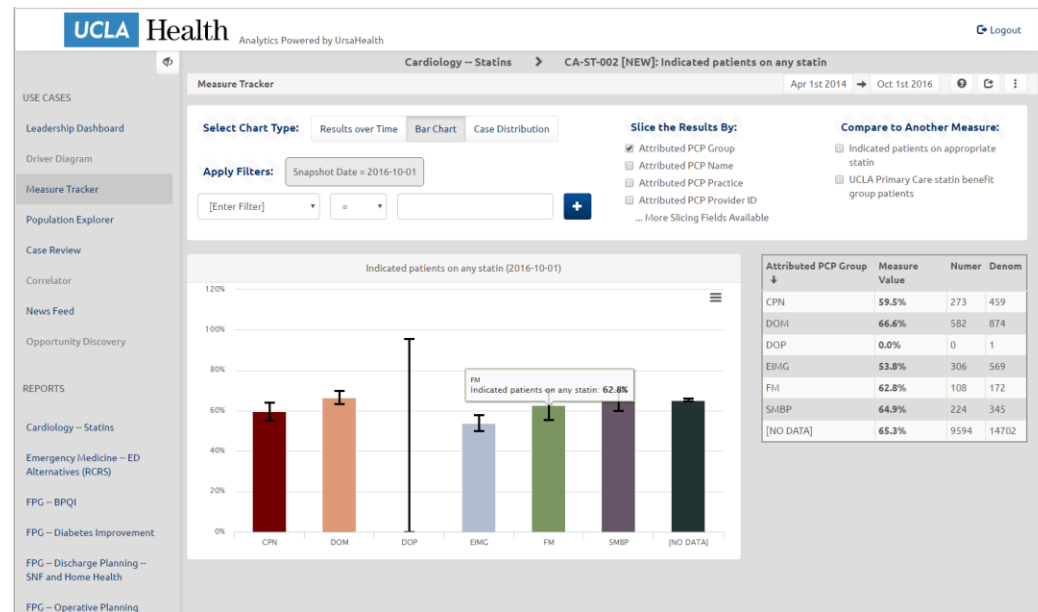 UCLA Health Analytics Powered by UrsaHealth
Logout
Cardiology -- Statins > CA-ST-002 [NEW]: Indicated patients on any statin
Measure Tracker
Apr 1st 2014 → Oct 1st 2016
USE CASES
Leadership Dashboard
Driver Diagram
Measure Tracker
Population Explorer
Case Review
Correlator
News Feed
Opportunity Discovery
REPORTS
Cardiology -- Statins
Emergency Medicine -- ED
Alternatives (RCRS)
FPG -- BPQI
FPG -- Diabetes Improvement
FPG -- Discharge Planning --
SNF and Home Health
FPG -- Operative Planning
Select Chart Type: Results over Time Bar Chart Case Distribution
Apply Filters: Snapshot Date = 2016-10-01
[Enter Filter] = +
Slice the Results By:
Attributed PCP Group
Attributed PCP Name
Attributed PCP Practice
Attributed PCP Provider ID
... More Slicing Fields Available
Compare to Another Measure:
Indicated patients on appropriate
statin
UCLA Primary Care statin benefit
group patients
Indicated patients on any statin (2016-10-01)
120%
100%
80%
60%
40%
20%
0%
FM
Indicated patients on any statin: 62.8%
CPN DOM DOP EIMG FM SMBP [NO DATA]
Attributed PCP Group Measure Numer Denom
Value
CPN 59.5% 273 459
DOM 66.6% 582 874
DOP 0.0% 0 1
EIMG 53.8% 306 569
FM 62.8% 108 172
SMBP 64.9% 224 345
[NO DATA] 65.3% 9594 14702